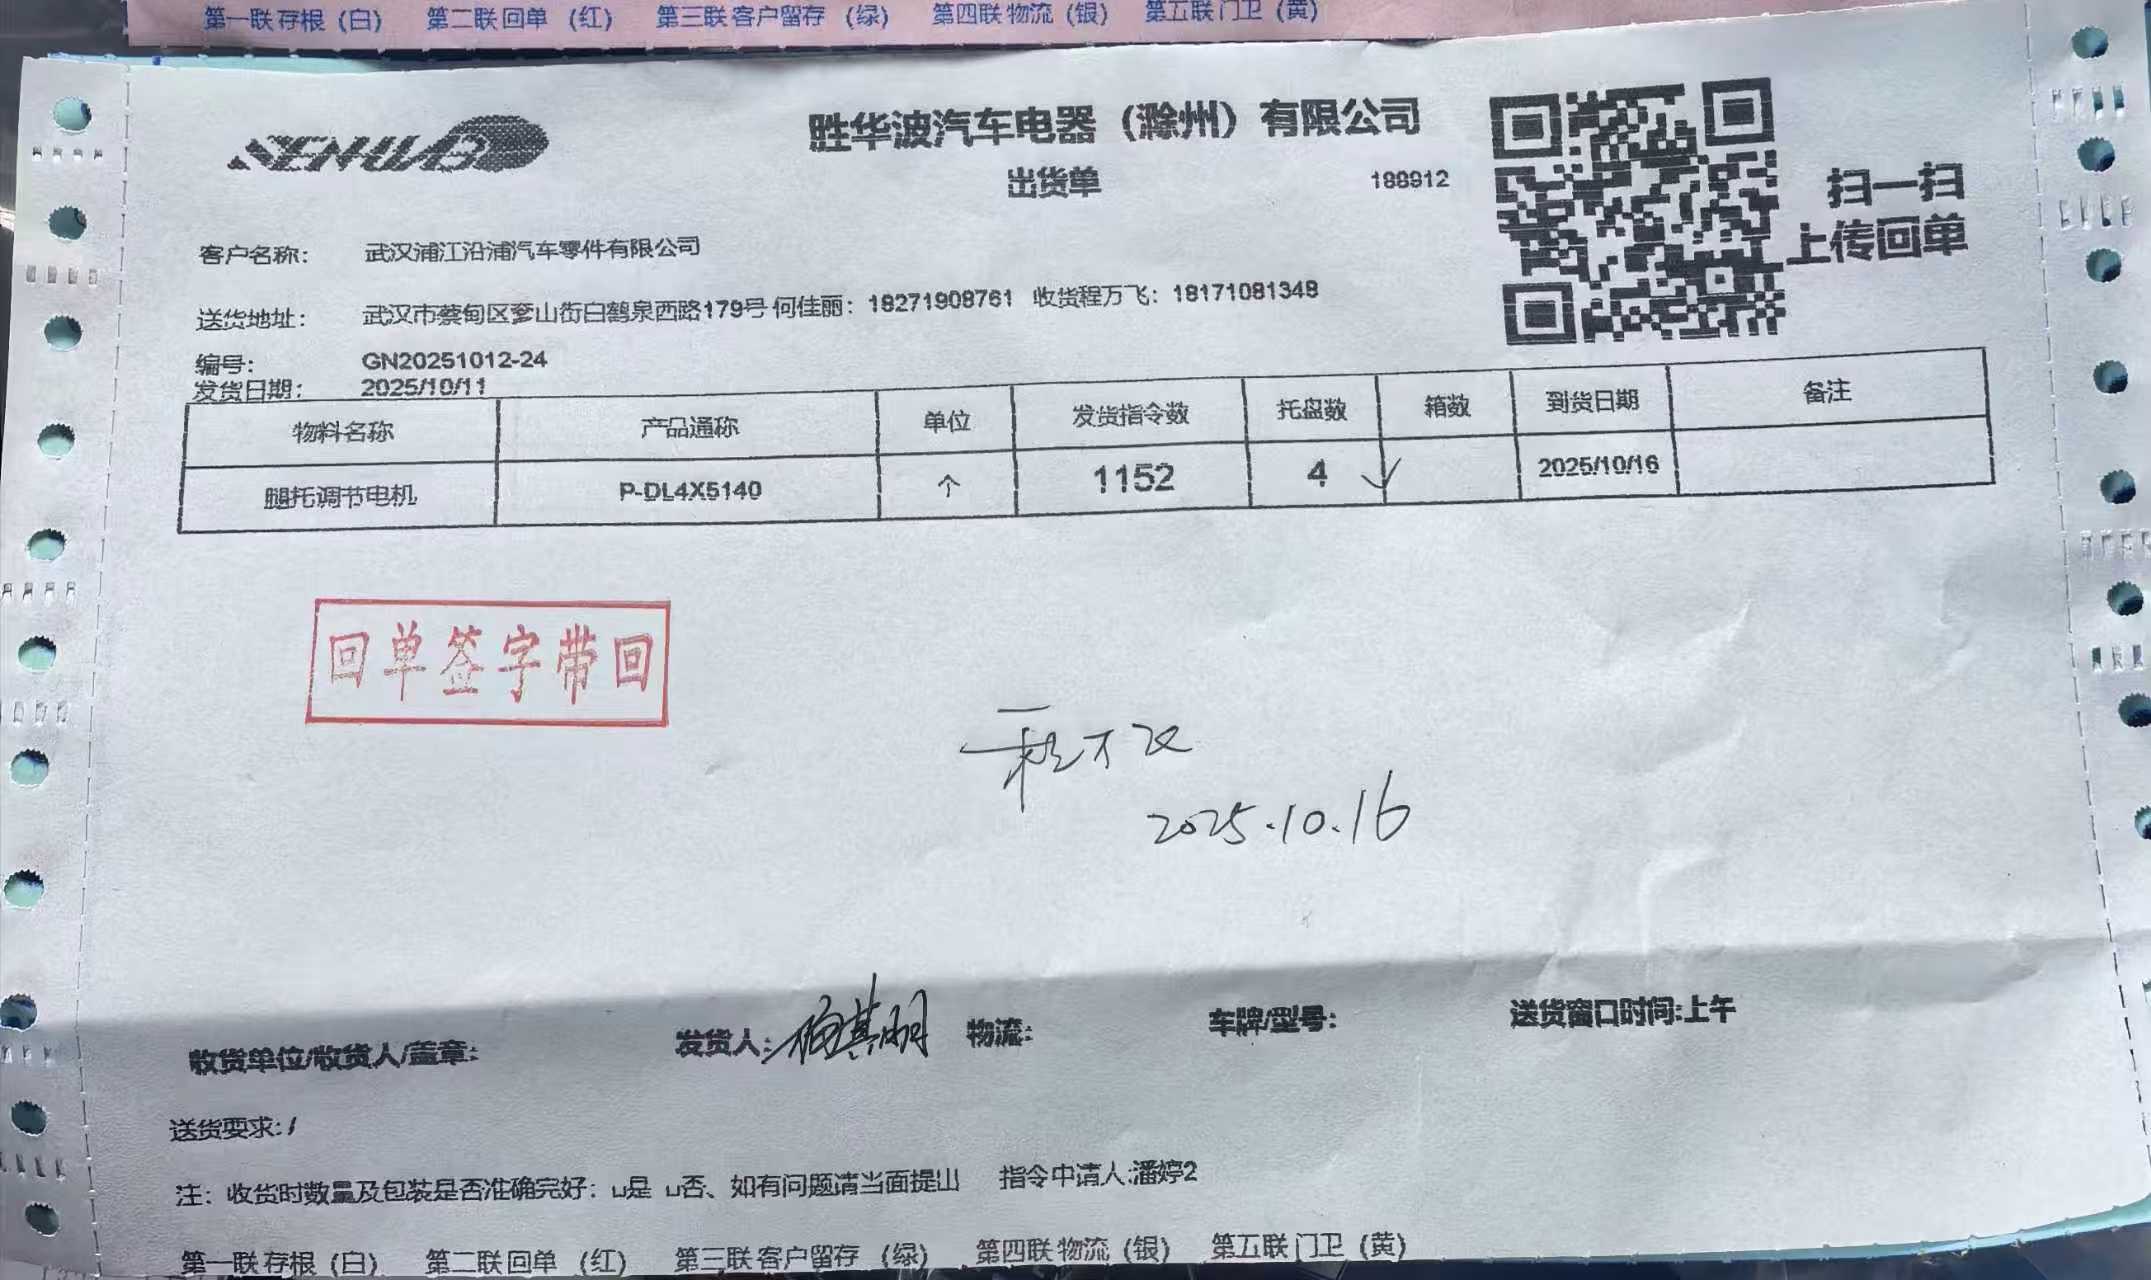 第一联存根（白） 第二联回单（红） 第三联客户留存（绿） 第四联物流（银） 第五联门卫（黄）
SENHWAB
胜华波汽车电器（滁州）有限公司
出货单 188912
扫一扫
上传回单
客户名称： 武汉浦江沿浦汽车零件有限公司
送货地址： 武汉市蔡甸区奓山街白鹤泉西路179号 何佳丽：18271908761 收货程万飞：18171081348
编号： GN20251012-24
发货日期： 2025/10/11
物料名称 产品通称 单位 发货指令数 托盘数 箱数 到货日期 备注
腿托调节电机 P-DL4X5140 个 1152 4 ✓ 2025/10/16
回单签字带回
程万飞
2025.10.16
收货单位/收货人/盖章： 发货人： 物流： 车牌/型号： 送货窗口时间:上午
送货要求:/
注：收货时数量及包装是否准确完好：u是 u否、如有问题请当面提出 指令申请人:潘婷2
第一联存根（白） 第二联回单（红） 第三联客户留存（绿） 第四联物流（银） 第五联门卫（黄）